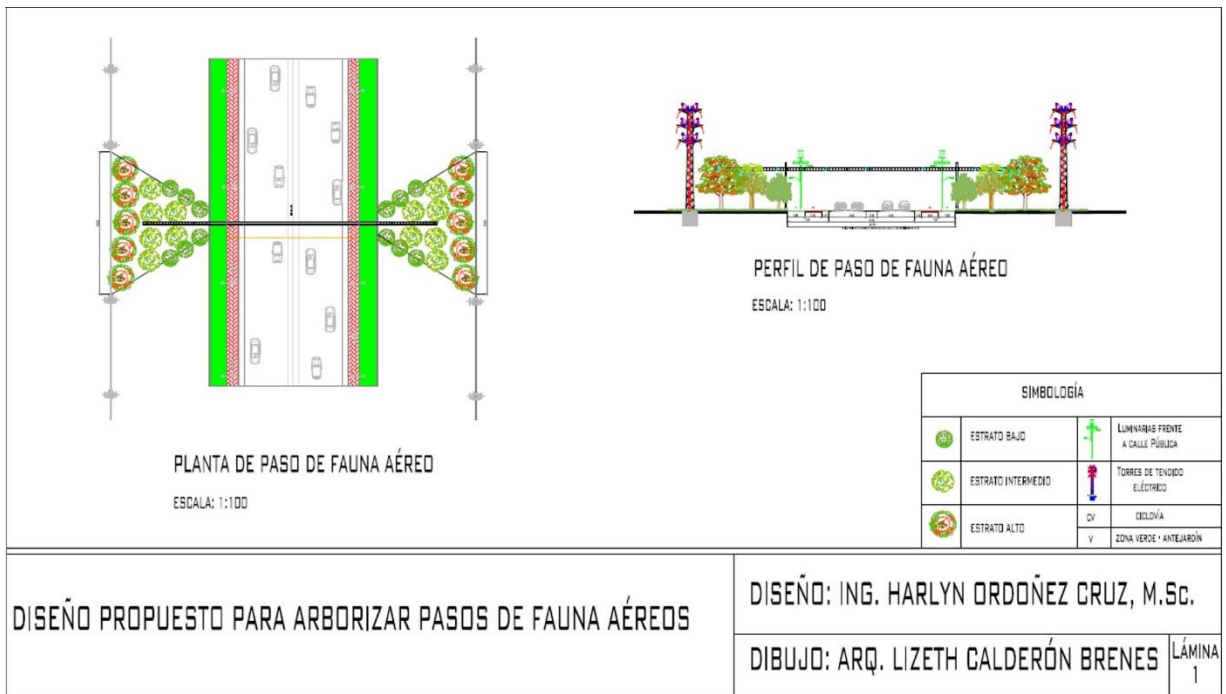 PLANTA DE PASO DE FAUNA AÉREO
ESCALA: 1:100
PERFIL DE PASO DE FAUNA AÉREO
ESCALA: 1:100
SIMBOLOGÍA
ESTRATO BAJO
LUMINARIAS FRENTE
A CALLE PÚBLICA
ESTRATO INTERMEDIO
TORRES DE TENDIDO
ELÉCTRICO
ESTRATO ALTO
CV
CICLOVÍA
V
ZONA VERDE · ANTEJARDÍN
DISEÑO PROPUESTO PARA ARBORIZAR PASOS DE FAUNA AÉREOS
DISEÑO: ING. HARLYN ORDOÑEZ CRUZ, M.Sc.
DIBUJO: ARQ. LIZETH CALDERÓN BRENES
LÁMINA
1